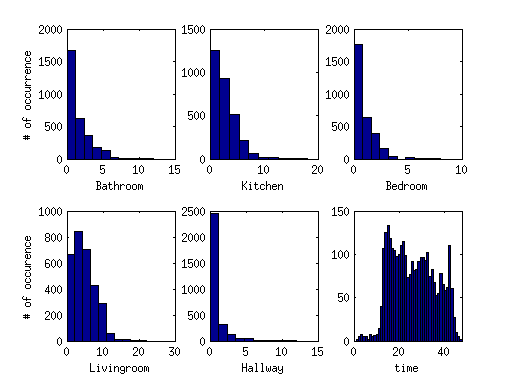 2000
1500
1000
500
0
0 5 10 15
# of occurrence
Bathroom
1500
1000
500
0
0 10 20
Kitchen
2000
1500
1000
500
0
0 5 10
Bedroom
1000
800
600
400
200
0
0 10 20 30
# of occurence
Livingroom
2500
2000
1500
1000
500
0
0 5 10 15
Hallway
150
100
50
0
0 20 40
time